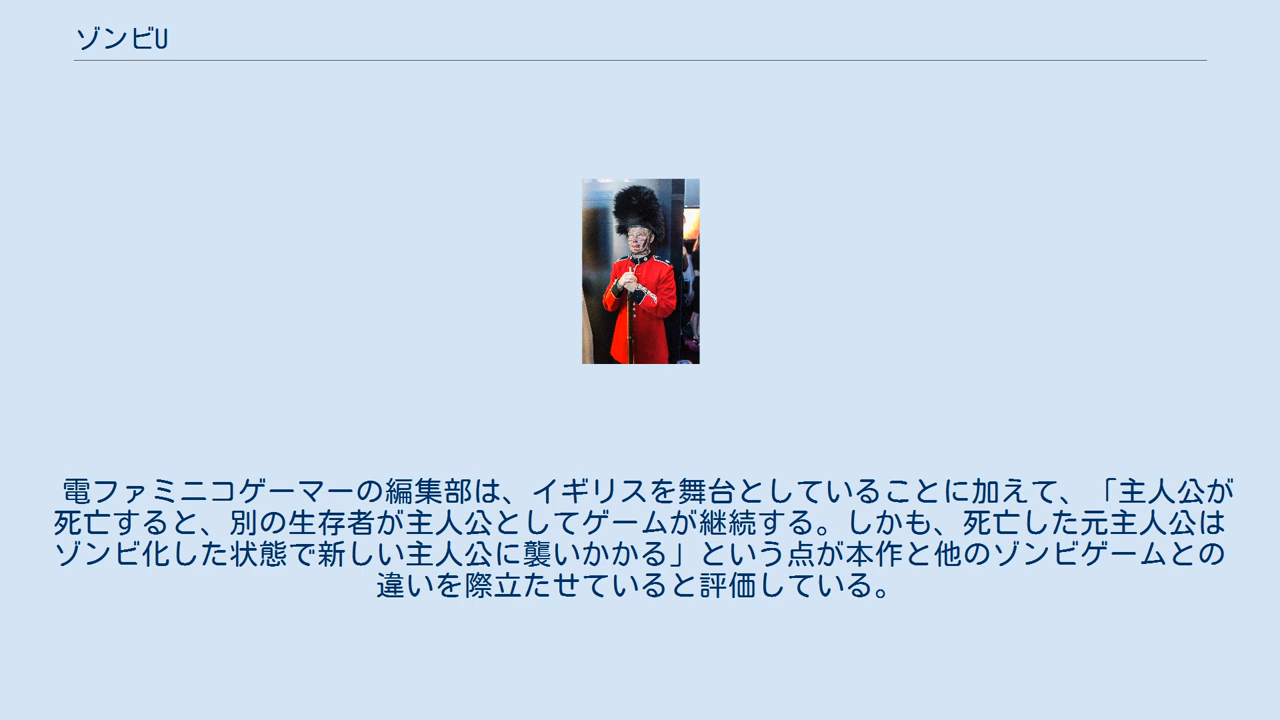 ゾンビU
電ファミニコゲーマーの編集部は、イギリスを舞台としていることに加えて、「主人公が
死亡すると、別の生存者が主人公としてゲームが継続する。しかも、死亡した元主人公は
ゾンビ化した状態で新しい主人公に襲いかかる」という点が本作と他のゾンビゲームとの
違いを際立たせていると評価している。